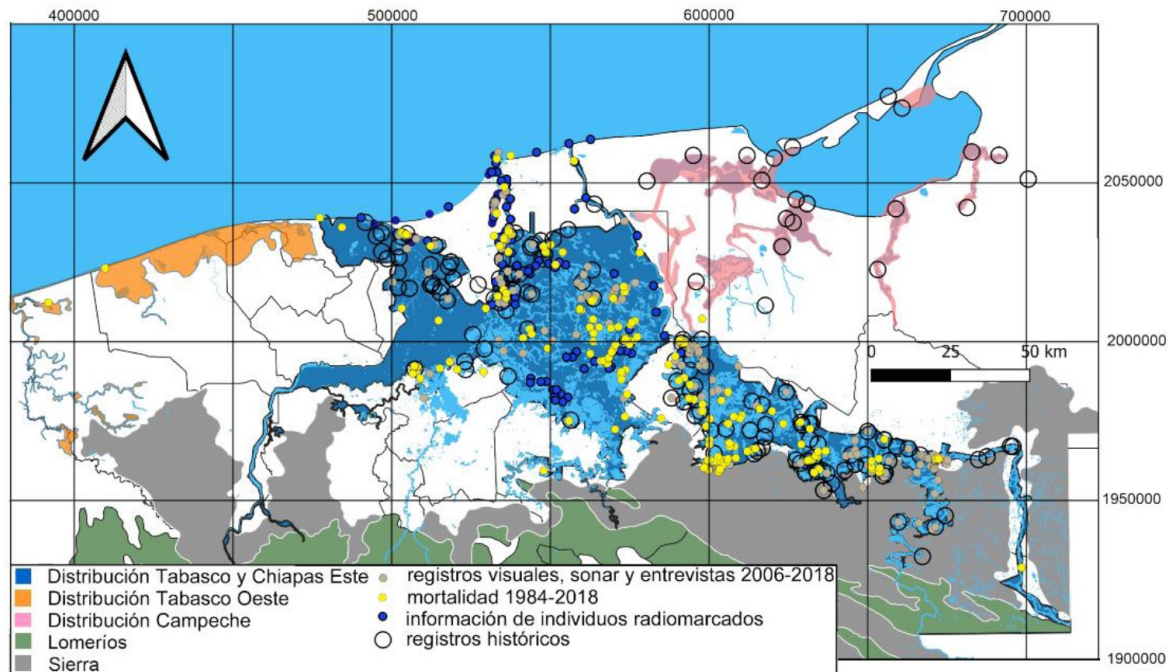 400000 500000 600000 700000
2050000
2000000
0 25 50 km
1950000
Distribución Tabasco y Chiapas Este
Distribución Tabasco Oeste
Distribución Campeche
Lomeríos
Sierra
registros visuales, sonar y entrevistas 2006-2018
mortalidad 1984-2018
información de individuos radiomarcados
registros históricos
1900000